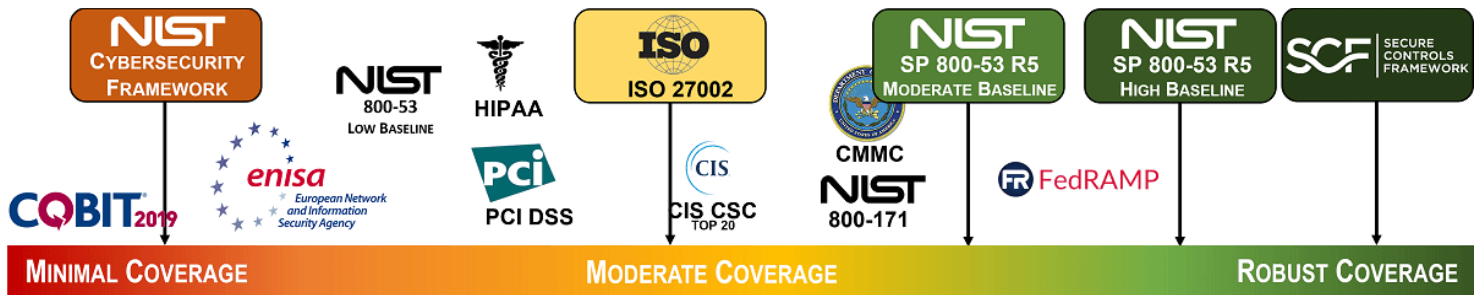 NIST
CYBERSECURITY
FRAMEWORK
COBIT® 2019
enisa
European Network
and Information
Security Agency
NIST
800-53
LOW BASELINE
HIPAA
PCi
PCI DSS
ISO
ISO 27002
CIS
CIS CSC
TOP 20
CMMC
NIST
800-171
NIST
SP 800-53 R5
MODERATE BASELINE
FR FedRAMP
NIST
SP 800-53 R5
HIGH BASELINE
SCF
SECURE
CONTROLS
FRAMEWORK
MINIMAL COVERAGE
MODERATE COVERAGE
ROBUST COVERAGE